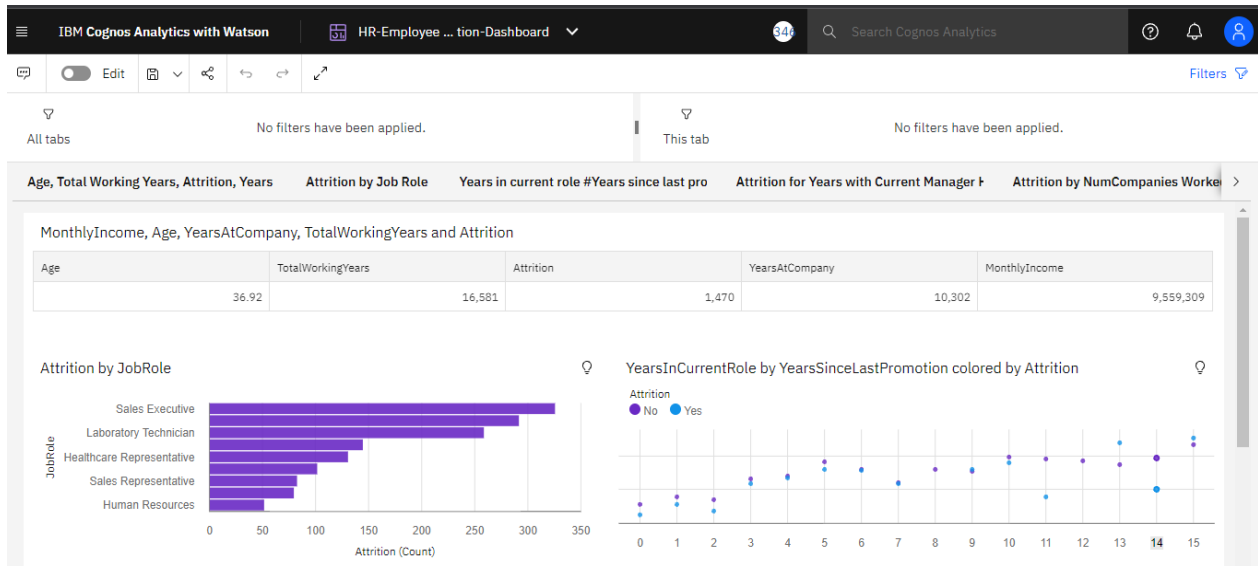 IBM Cognos Analytics with Watson
HR-Employee ... tion-Dashboard
346
Search Cognos Analytics
Edit
Filters
All tabs
No filters have been applied.
This tab
No filters have been applied.
Age, Total Working Years, Attrition, Years
Attrition by Job Role
Years in current role #Years since last pro
Attrition for Years with Current Manager
Attrition by NumCompanies Worke
MonthlyIncome, Age, YearsAtCompany, TotalWorkingYears and Attrition
Age TotalWorkingYears Attrition YearsAtCompany MonthlyIncome
36.92 16,581 1,470 10,302 9,559,309
Attrition by JobRole
JobRole
Sales Executive
Laboratory Technician
Healthcare Representative
Sales Representative
Human Resources
0 50 100 150 200 250 300 350
Attrition (Count)
YearsInCurrentRole by YearsSinceLastPromotion colored by Attrition
Attrition
No Yes
0 1 2 3 4 5 6 7 8 9 10 11 12 13 14 15